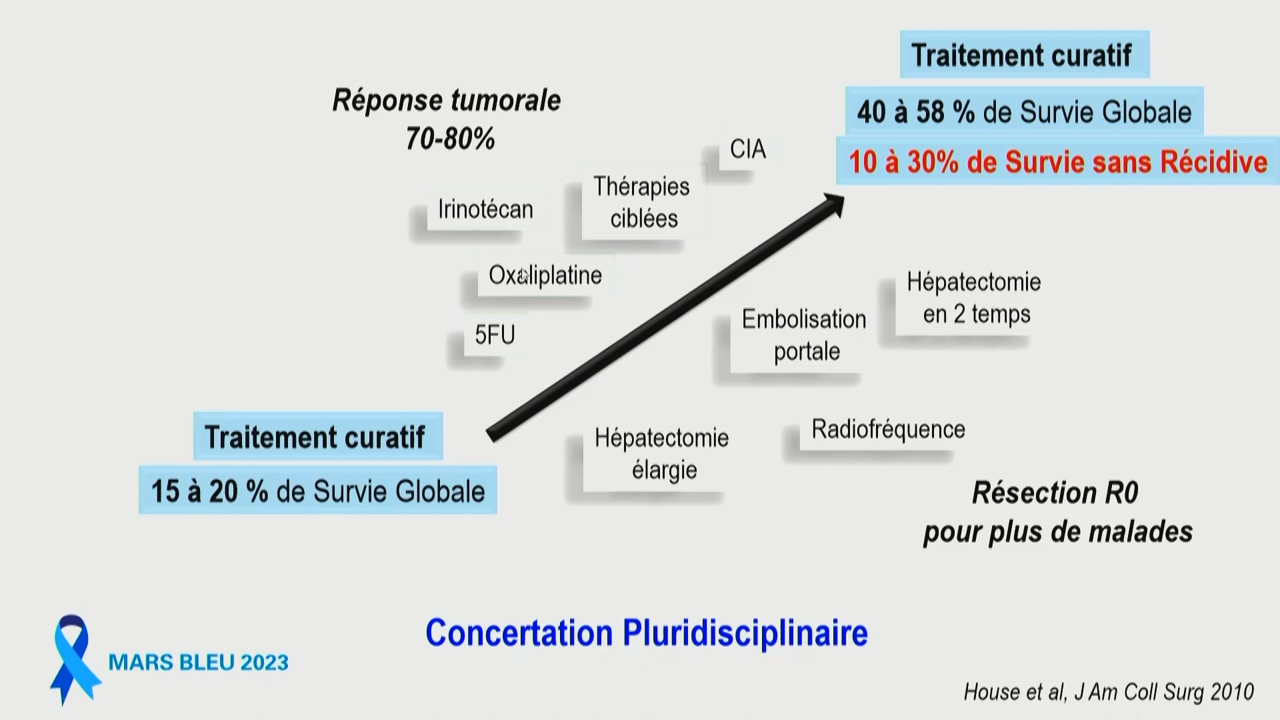 Traitement curatif
40 à 58 % de Survie Globale
10 à 30% de Survie sans Récidive
Réponse tumorale
70-80%
CIA
Thérapies
ciblées
Irinotécan
Oxaliplatine
5FU
Hépatectomie
en 2 temps
Embolisation
portale
Radiofréquence
Hépatectomie
élargie
Traitement curatif
15 à 20 % de Survie Globale
Résection R0
pour plus de malades
Concertation Pluridisciplinaire
MARS BLEU 2023
House et al, J Am Coll Surg 2010